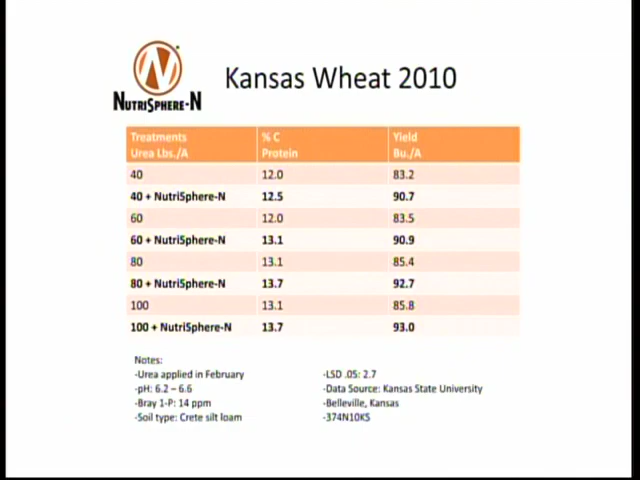 NUTRISPHERE-N
Kansas Wheat 2010
Treatments % C Yield
Urea Lbs./A Protein Bu./A
40 12.0 83.2
40 + NutriSphere-N 12.5 90.7
60 12.0 83.5
60 + NutriSphere-N 13.1 90.9
80 13.1 85.4
80 + NutriSphere-N 13.7 92.7
100 13.1 85.8
100 + NutriSphere-N 13.7 93.0
Notes:
-Urea applied in February -LSD .05: 2.7
-pH: 6.2 – 6.6 -Data Source: Kansas State University
-Bray 1-P: 14 ppm -Belleville, Kansas
-Soil type: Crete silt loam -374N10KS